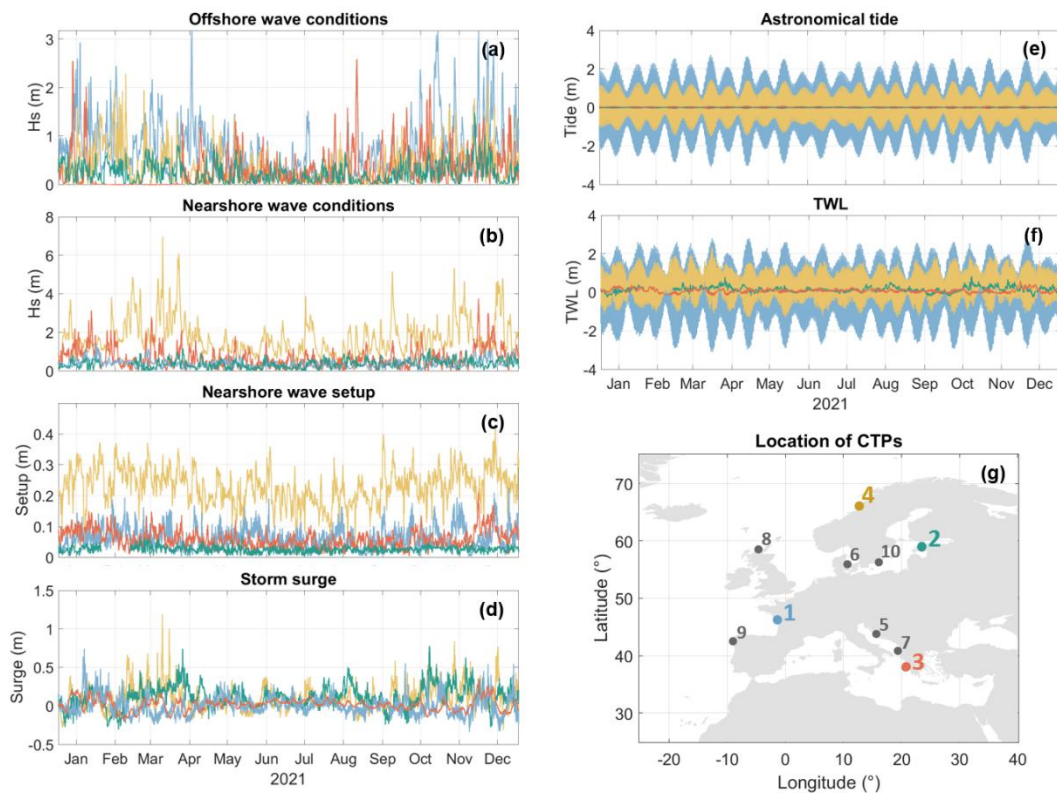 Offshore wave conditions
(a)
Hs (m)
3
2
1
0
Nearshore wave conditions
(b)
Hs (m)
8
6
4
2
0
Nearshore wave setup
(c)
Setup (m)
0.4
0.3
0.2
0.1
0
Storm surge
(d)
Surge (m)
1.5
1
0.5
0
-0.5
Jan Feb Mar Apr May Jun Jul Aug Sep Oct Nov Dec
2021
Astronomical tide
(e)
Tide (m)
4
2
0
-2
-4
TWL
(f)
TWL (m)
4
2
0
-2
-4
Jan Feb Mar Apr May Jun Jul Aug Sep Oct Nov Dec
2021
Location of CTPs
(g)
Latitude (°)
70
60
50
40
30
4
8
6
10
2
1
9
5
7
3
-20 -10 0 10 20 30 40
Longitude (°)